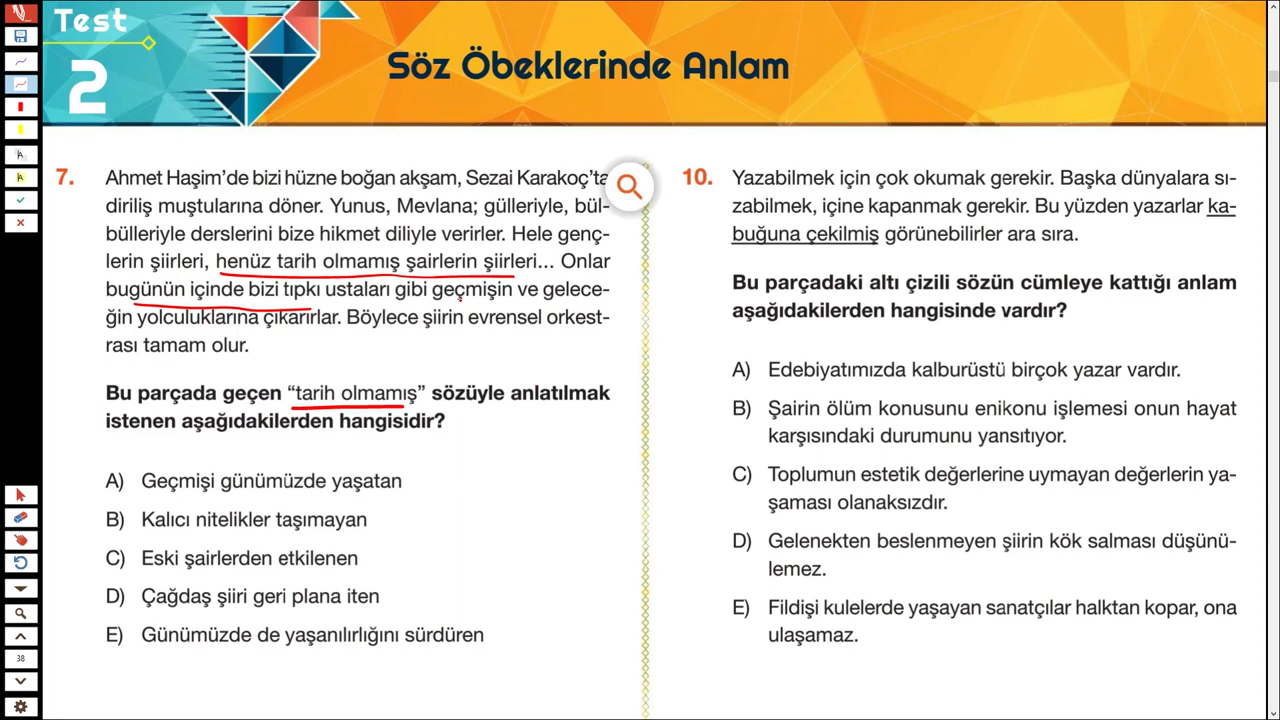 Test
2
Söz Öbeklerinde Anlam
7. Ahmet Haşim’de bizi hüzne boğan akşam, Sezai Karakoç’ta
diriliş muştularına döner. Yunus, Mevlana; gülleriyle, bül-
bülleriyle derslerini bize hikmet diliyle verirler. Hele genç-
lerin şiirleri, henüz tarih olmamış şairlerin şiirleri... Onlar
bugünün içinde bizi tıpkı ustaları gibi geçmişin ve gelece-
ğin yolculuklarına çıkarırlar. Böylece şiirin evrensel orkest-
rası tamam olur.
Bu parçada geçen “tarih olmamış” sözüyle anlatılmak
istenen aşağıdakilerden hangisidir?
A) Geçmişi günümüzde yaşatan
B) Kalıcı nitelikler taşımayan
C) Eski şairlerden etkilenen
D) Çağdaş şiiri geri plana iten
E) Günümüzde de yaşanılırlığını sürdüren
10. Yazabilmek için çok okumak gerekir. Başka dünyalara sı-
zabilmek, içine kapanmak gerekir. Bu yüzden yazarlar ka-
buğuna çekilmiş görünebilirler ara sıra.
Bu parçadaki altı çizili sözün cümleye kattığı anlam
aşağıdakilerden hangisinde vardır?
A) Edebiyatımızda kalburüstü birçok yazar vardır.
B) Şairin ölüm konusunu enikonu işlemesi onun hayat
karşısındaki durumunu yansıtıyor.
C) Toplumun estetik değerlerine uymayan değerlerin ya-
şaması olanaksızdır.
D) Gelenekten beslenmeyen şiirin kök salması düşünü-
lemez.
E) Fildişi kulelerde yaşayan sanatçılar halktan kopar, ona
ulaşamaz.
A
A
38